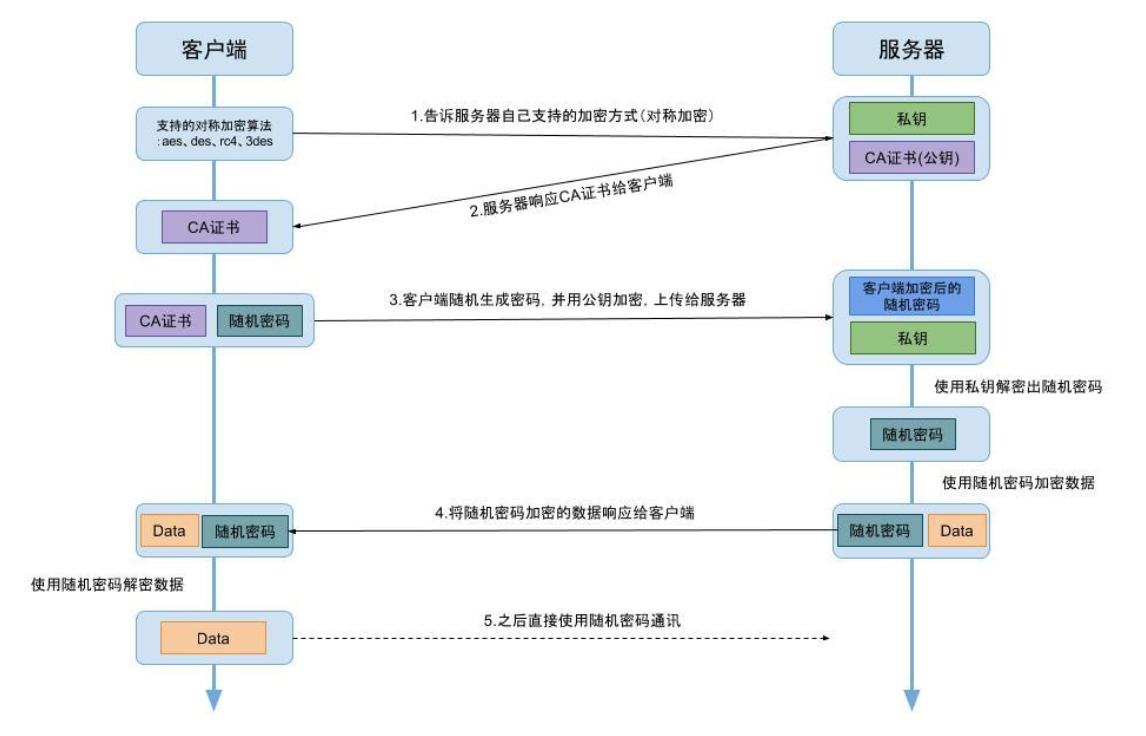 客户端
服务器
支持的对称加密算法
:aes、des、rc4、3des
1.告诉服务器自己支持的加密方式(对称加密)
私钥
CA证书(公钥)
2.服务器响应CA证书给客户端
CA证书
3.客户端随机生成密码, 并用公钥加密, 上传给服务器
CA证书
随机密码
客户端加密后的
随机密码
私钥
使用私钥解密出随机密码
随机密码
使用随机密码加密数据
4.将随机密码加密的数据响应给客户端
Data
随机密码
随机密码
Data
使用随机密码解密数据
5.之后直接使用随机密码通讯
Data